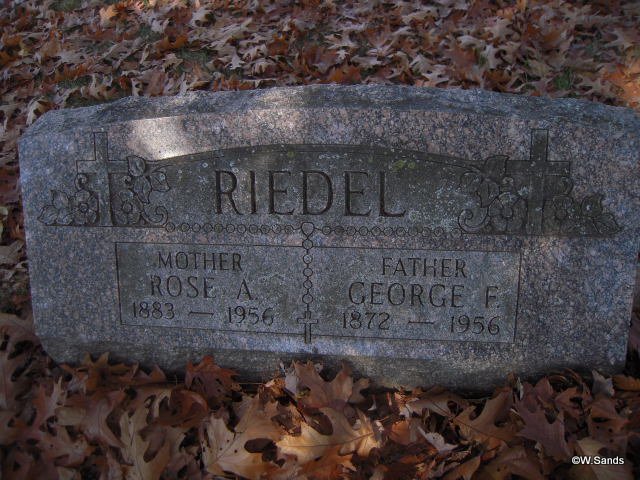 RIEDEL
MOTHER
ROSE A.
1883 — 1956
FATHER
GEORGE F.
1872 — 1956
©W.Sands